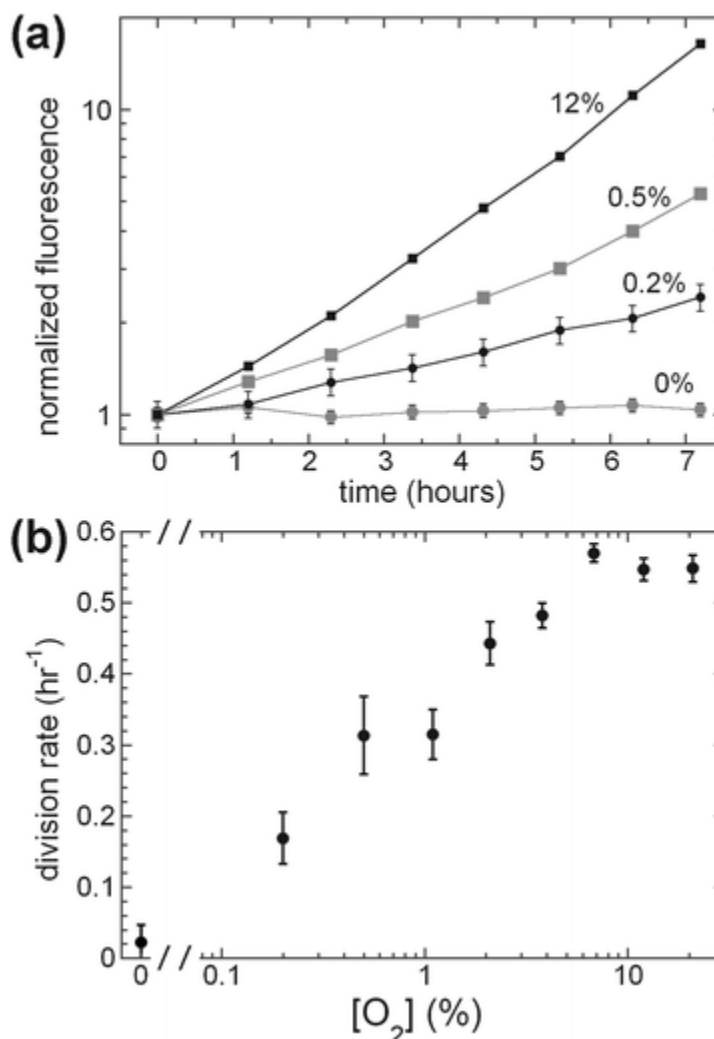 (a)
10
1
normalized fluorescence
12%
0.5%
0.2%
0%
0 1 2 3 4 5 6 7
time (hours)
(b)
0.6
0.5
0.4
0.3
0.2
0.1
0
division rate (hr⁻¹)
0 0.1 1 10
[O₂] (%)